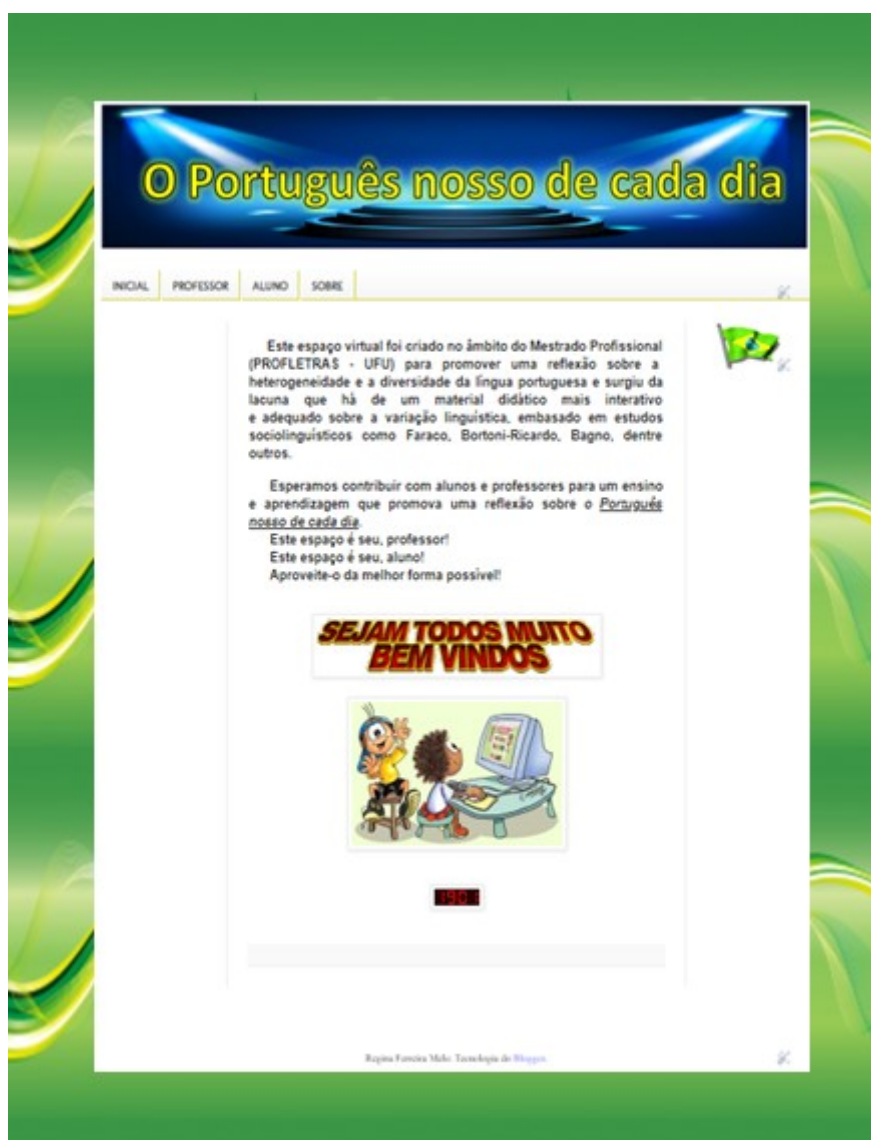 O Português nosso de cada dia
INICIAL PROFESSOR ALUNO SOBRE
Este espaço virtual foi criado no âmbito do Mestrado Profissional
(PROFLETRAS - UFU) para promover uma reflexão sobre a
heterogeneidade e a diversidade da língua portuguesa e surgiu da
lacuna que há de um material didático mais interativo
e adequado sobre a variação linguística, embasado em estudos
sociolinguísticos como Faraco, Bortoni-Ricardo, Bagno, dentre
outros.
Esperamos contribuir com alunos e professores para um ensino
e aprendizagem que promova uma reflexão sobre o Português
nosso de cada dia.
Este espaço é seu, professor!
Este espaço é seu, aluno!
Aproveite-o da melhor forma possível!
SEJAM TODOS MUITO
BEM VINDOS
1901
Regina Ferreira Melo. Tecnologia do Blogger.